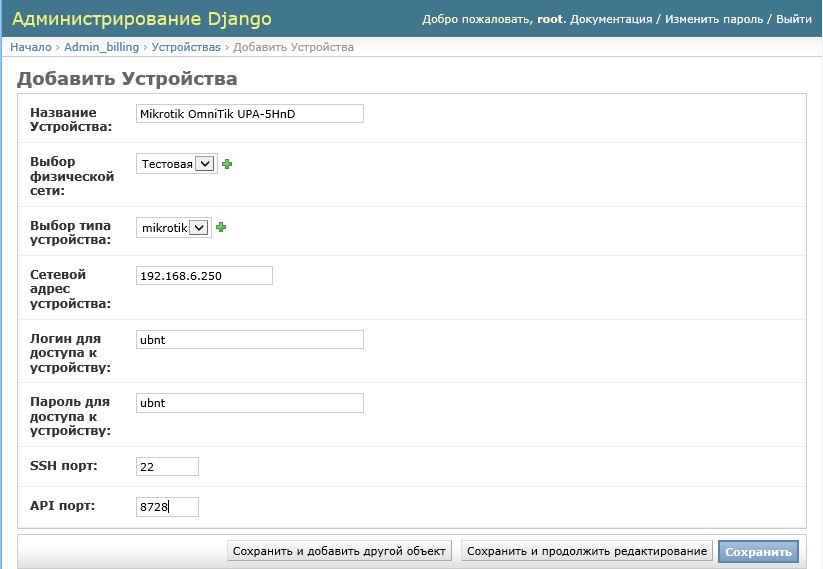 Администрирование Django
Добро пожаловать, root. Документация / Изменить пароль / Выйти
Начало › Admin_billing › Устройствas › Добавить Устройства
Добавить Устройства
Название
Устройства:
Mikrotik OmniTik UPA-5HnD
Выбор
физической
сети:
Тестовая
Выбор типа
устройства:
mikrotik
Сетевой
адрес
устройства:
192.168.6.250
Логин для
доступа к
устройству:
ubnt
Пароль для
доступа к
устройству:
ubnt
SSH порт:
22
API порт:
8728
Сохранить и добавить другой объект
Сохранить и продолжить редактирование
Сохранить